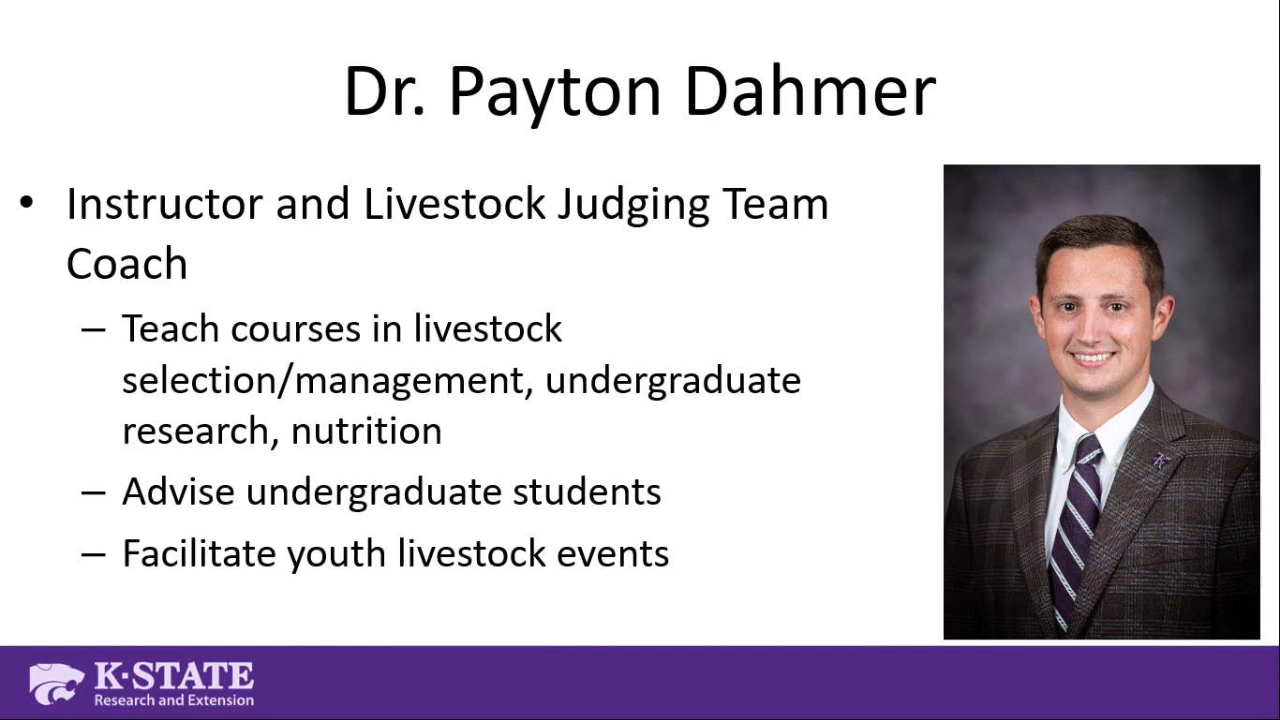 Dr. Payton Dahmer
• Instructor and Livestock Judging Team
Coach
– Teach courses in livestock
selection/management, undergraduate
research, nutrition
– Advise undergraduate students
– Facilitate youth livestock events
K·STATE
Research and Extension